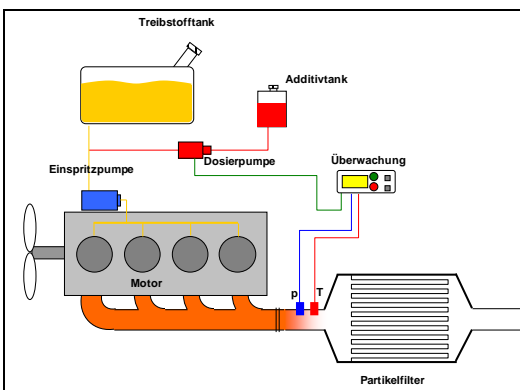 Treibstofftank
Additivtank
Dosierpumpe
Überwachung
Einspritzpumpe
Motor
p
T
Partikelfilter